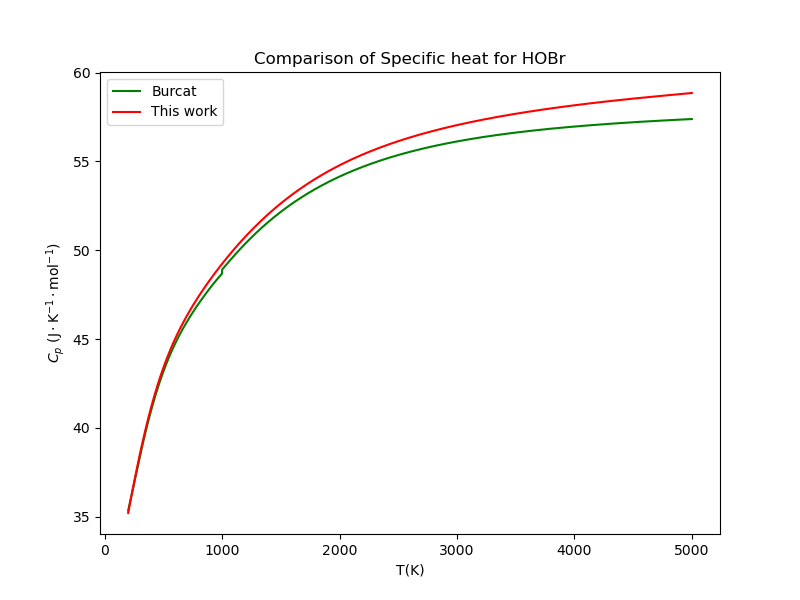 Comparison of Specific heat for HOBr
Burcat
This work
60
55
50
45
40
35
C_p (J · K⁻¹ · mol⁻¹)
0 1000 2000 3000 4000 5000
T(K)